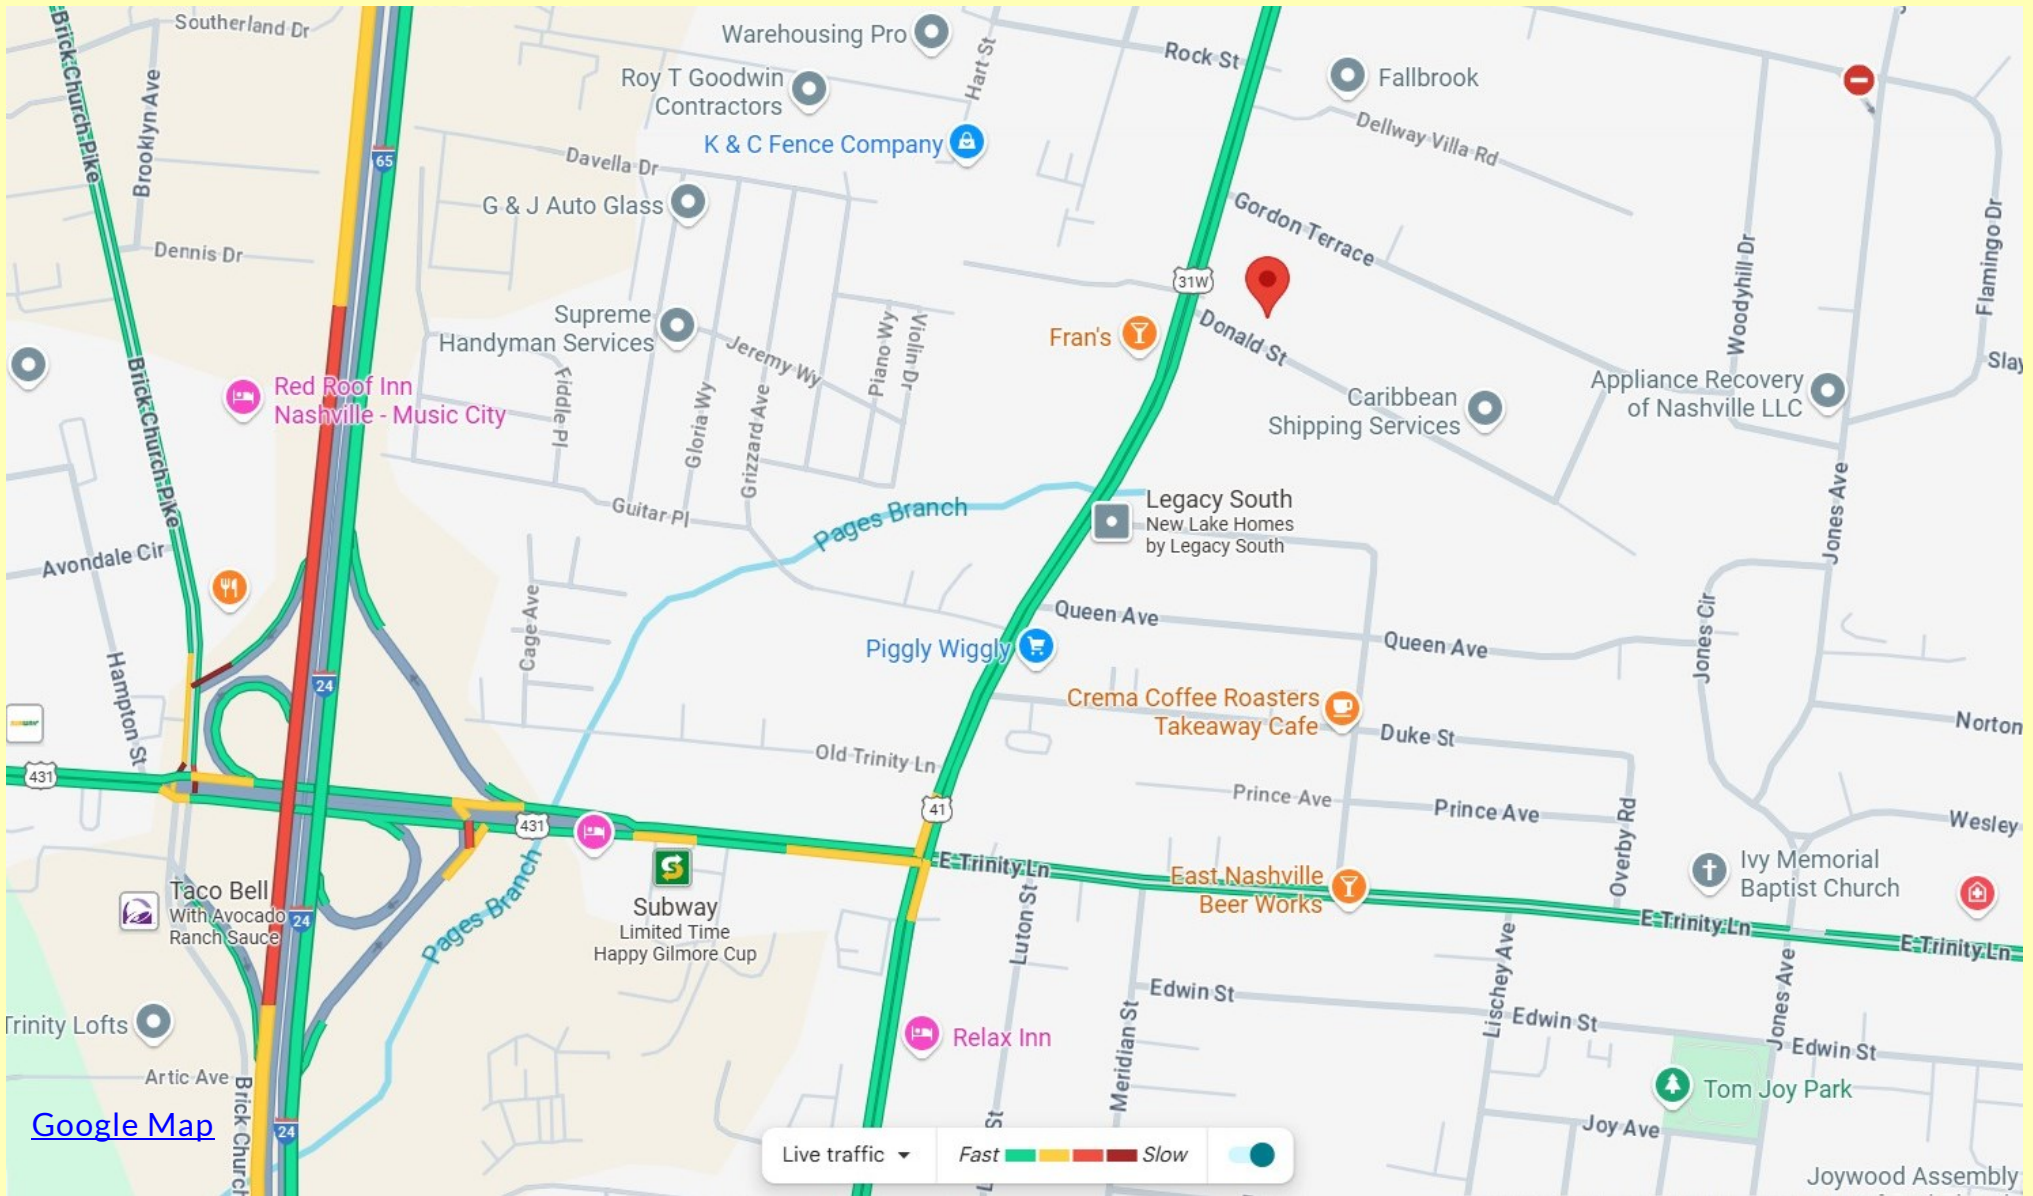 Southerland Dr
Brick Church Pike
Brooklyn Ave
Dennis Dr
65
Warehousing Pro
Roy T Goodwin
Contractors
Hart St
K & C Fence Company
Davella Dr
G & J Auto Glass
Rock St
Fallbrook
Dellway Villa Rd
Gordon Terrace
31W
Donald St
Fran's
Woodyhill Dr
Flamingo Dr
Supreme
Handyman Services
Jeremy Wy
Piano Wy
Violin Dr
Fiddle Pl
Gloria Wy
Grizzard Ave
Guitar Pl
Red Roof Inn
Nashville - Music City
Brick Church Pike
Caribbean
Shipping Services
Appliance Recovery
of Nashville LLC
Slay
Jones Ave
Legacy South
New Lake Homes
by Legacy South
Pages Branch
Avondale Cir
Cage Ave
Queen Ave
Queen Ave
Jones Cir
Piggly Wiggly
Hampton St
24
Crema Coffee Roasters
Takeaway Cafe
Duke St
Norton
Old Trinity Ln
431
431
41
Prince Ave
Prince Ave
Overby Rd
Wesley
E Trinity Ln
East Nashville
Beer Works
Ivy Memorial
Baptist Church
E Trinity Ln
E Trinity Ln
Taco Bell
With Avocado
Ranch Sauce
24
Pages Branch
Subway
Limited Time
Happy Gilmore Cup
Luton St
Meridian St
Edwin St
Lischey Ave
Edwin St
Jones Ave
Edwin St
Trinity Lofts
Relax Inn
Artic Ave
Brick Church
Tom Joy Park
Joy Ave
Google Map
24
St
Live traffic
Fast
Slow
Joywood Assembly